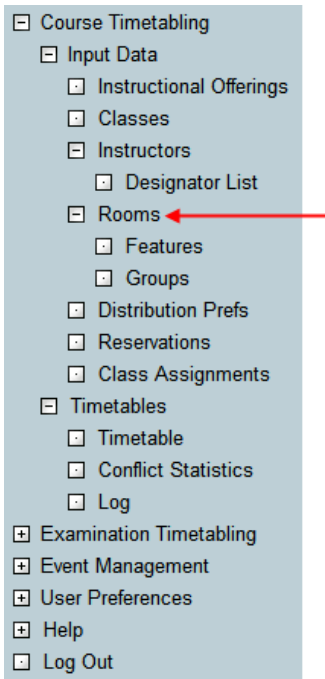 Course Timetabling
Input Data
Instructional Offerings
Classes
Instructors
Designator List
Rooms
Features
Groups
Distribution Prefs
Reservations
Class Assignments
Timetables
Timetable
Conflict Statistics
Log
Examination Timetabling
Event Management
User Preferences
Help
Log Out